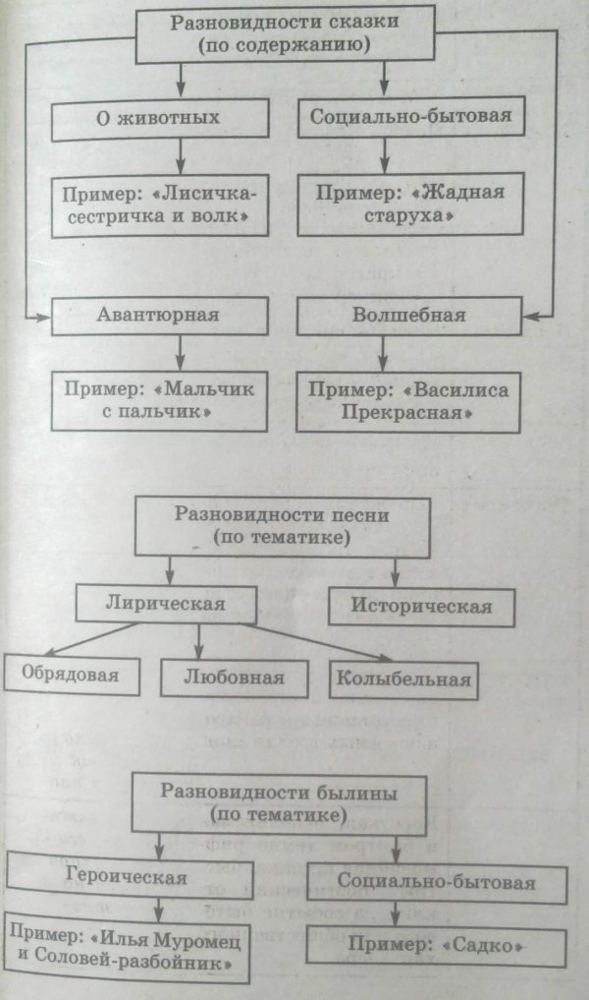 Разновидности сказки
(по содержанию)
О животных
Социально-бытовая
Пример: «Лисичка-
сестричка и волк»
Пример: «Жадная
старуха»
Авантюрная
Волшебная
Пример: «Мальчик
с пальчик»
Пример: «Василиса
Прекрасная»
Разновидности песни
(по тематике)
Лирическая
Историческая
Обрядовая
Любовная
Колыбельная
Разновидности былины
(по тематике)
Героическая
Социально-бытовая
Пример: «Илья Муромец
и Соловей-разбойник»
Пример: «Садко»